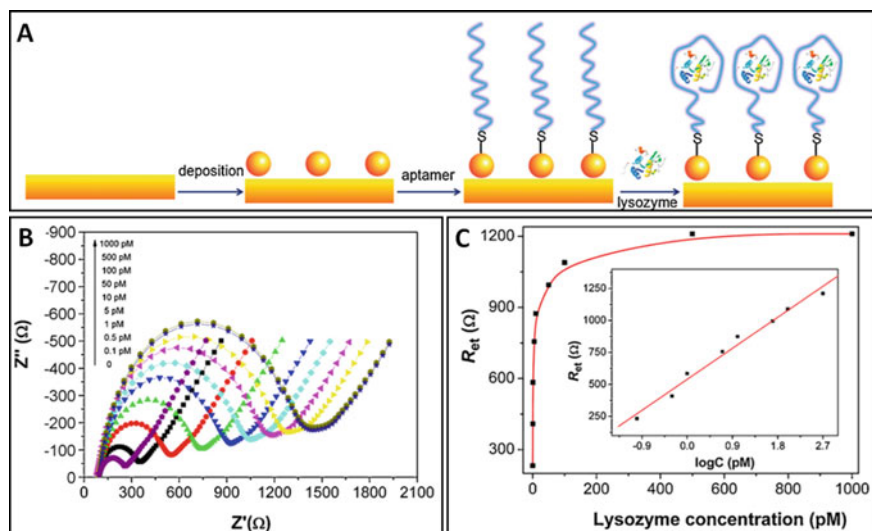 A
S S S S S S
deposition aptamer lysozyme
B
-900
-800
-700
-600
-500
-400
-300
-200
-100
0
Z'' (Ω)
1000 pM
500 pM
100 pM
50 pM
10 pM
5 pM
1 pM
0.5 pM
0.1 pM
0
0 300 600 900 1200 1500 1800 2100
Z'(Ω)
C
1200
900
600
300
Ret (Ω)
1250
1000
750
500
250
Ret (Ω)
-0.9 0.0 0.9 1.8 2.7
logC (pM)
0 200 400 600 800 1000
Lysozyme concentration (pM)